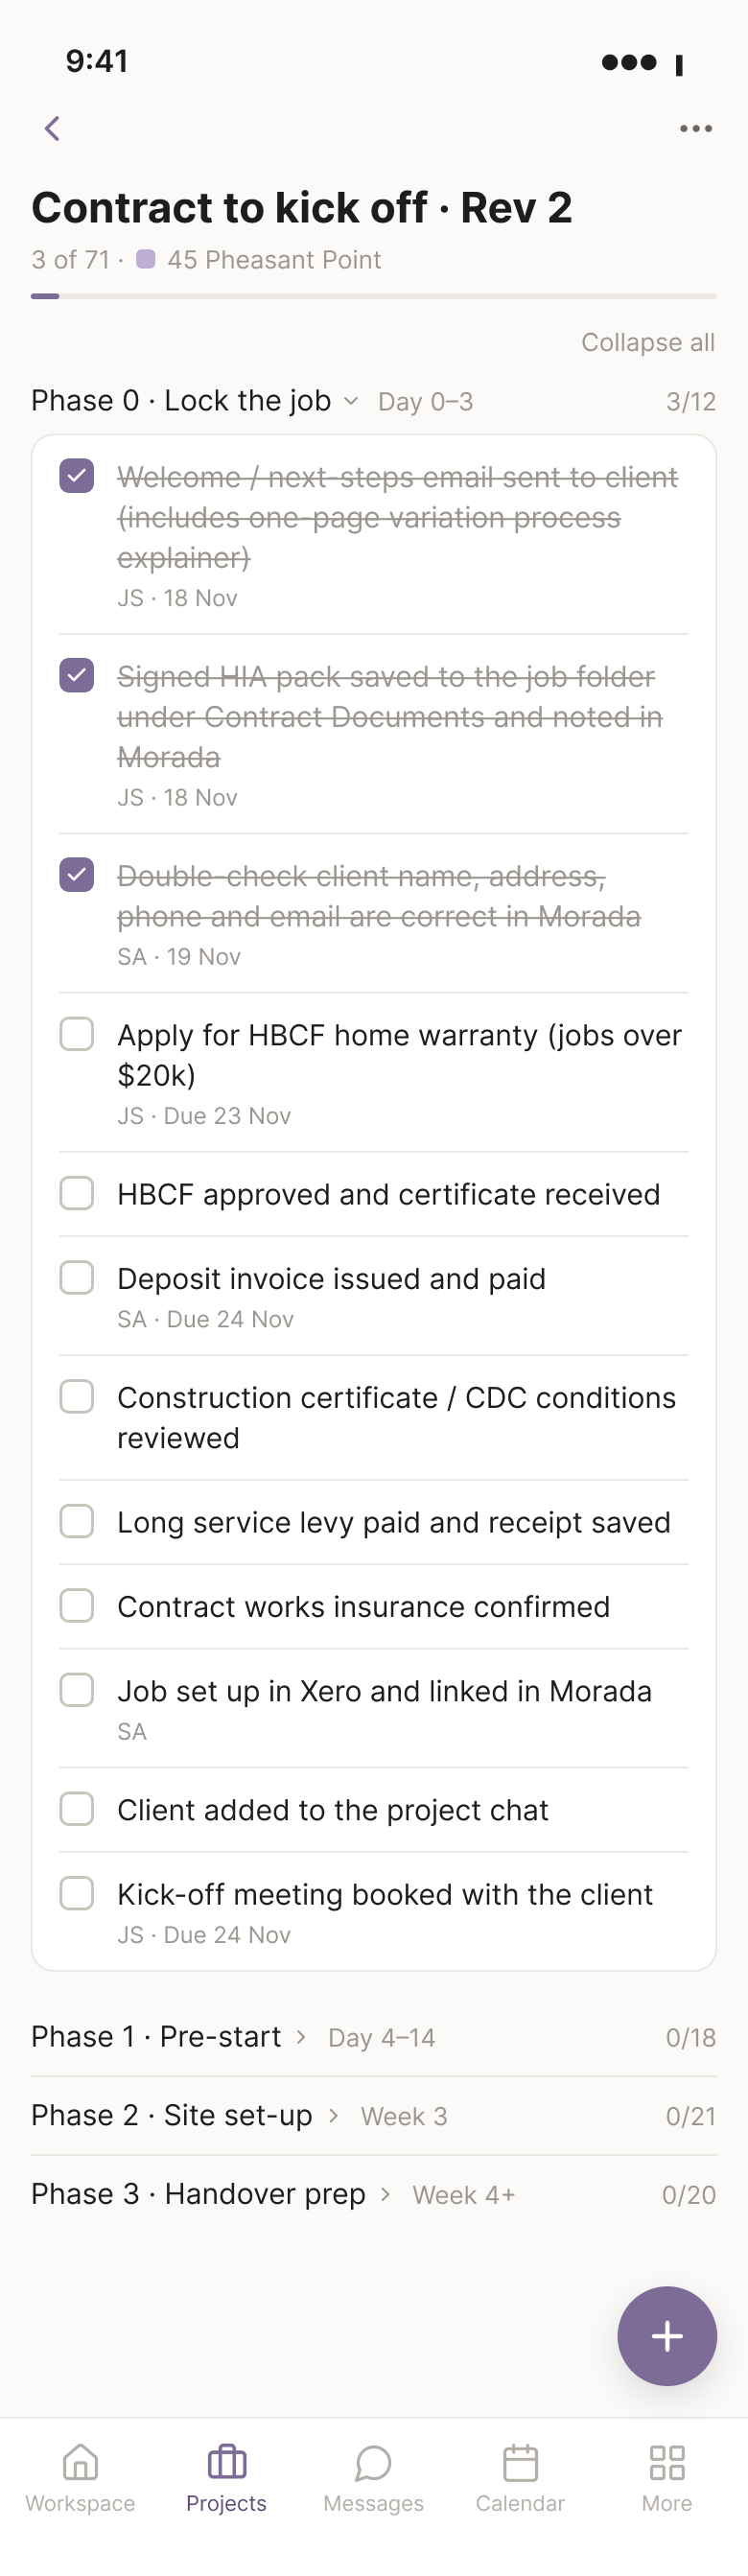 9:41
Contract to kick off · Rev 2
3 of 71 · 45 Pheasant Point
Collapse all
Phase 0 · Lock the job Day 0–3 3/12
Welcome / next-steps email sent to client
(includes one-page variation process
explainer)
JS · 18 Nov
Signed HIA pack saved to the job folder
under Contract Documents and noted in
Morada
JS · 18 Nov
Double-check client name, address,
phone and email are correct in Morada
SA · 19 Nov
Apply for HBCF home warranty (jobs over
$20k)
JS · Due 23 Nov
HBCF approved and certificate received
Deposit invoice issued and paid
SA · Due 24 Nov
Construction certificate / CDC conditions
reviewed
Long service levy paid and receipt saved
Contract works insurance confirmed
Job set up in Xero and linked in Morada
SA
Client added to the project chat
Kick-off meeting booked with the client
JS · Due 24 Nov
Phase 1 · Pre-start Day 4–14 0/18
Phase 2 · Site set-up Week 3 0/21
Phase 3 · Handover prep Week 4+ 0/20
Workspace Projects Messages Calendar More